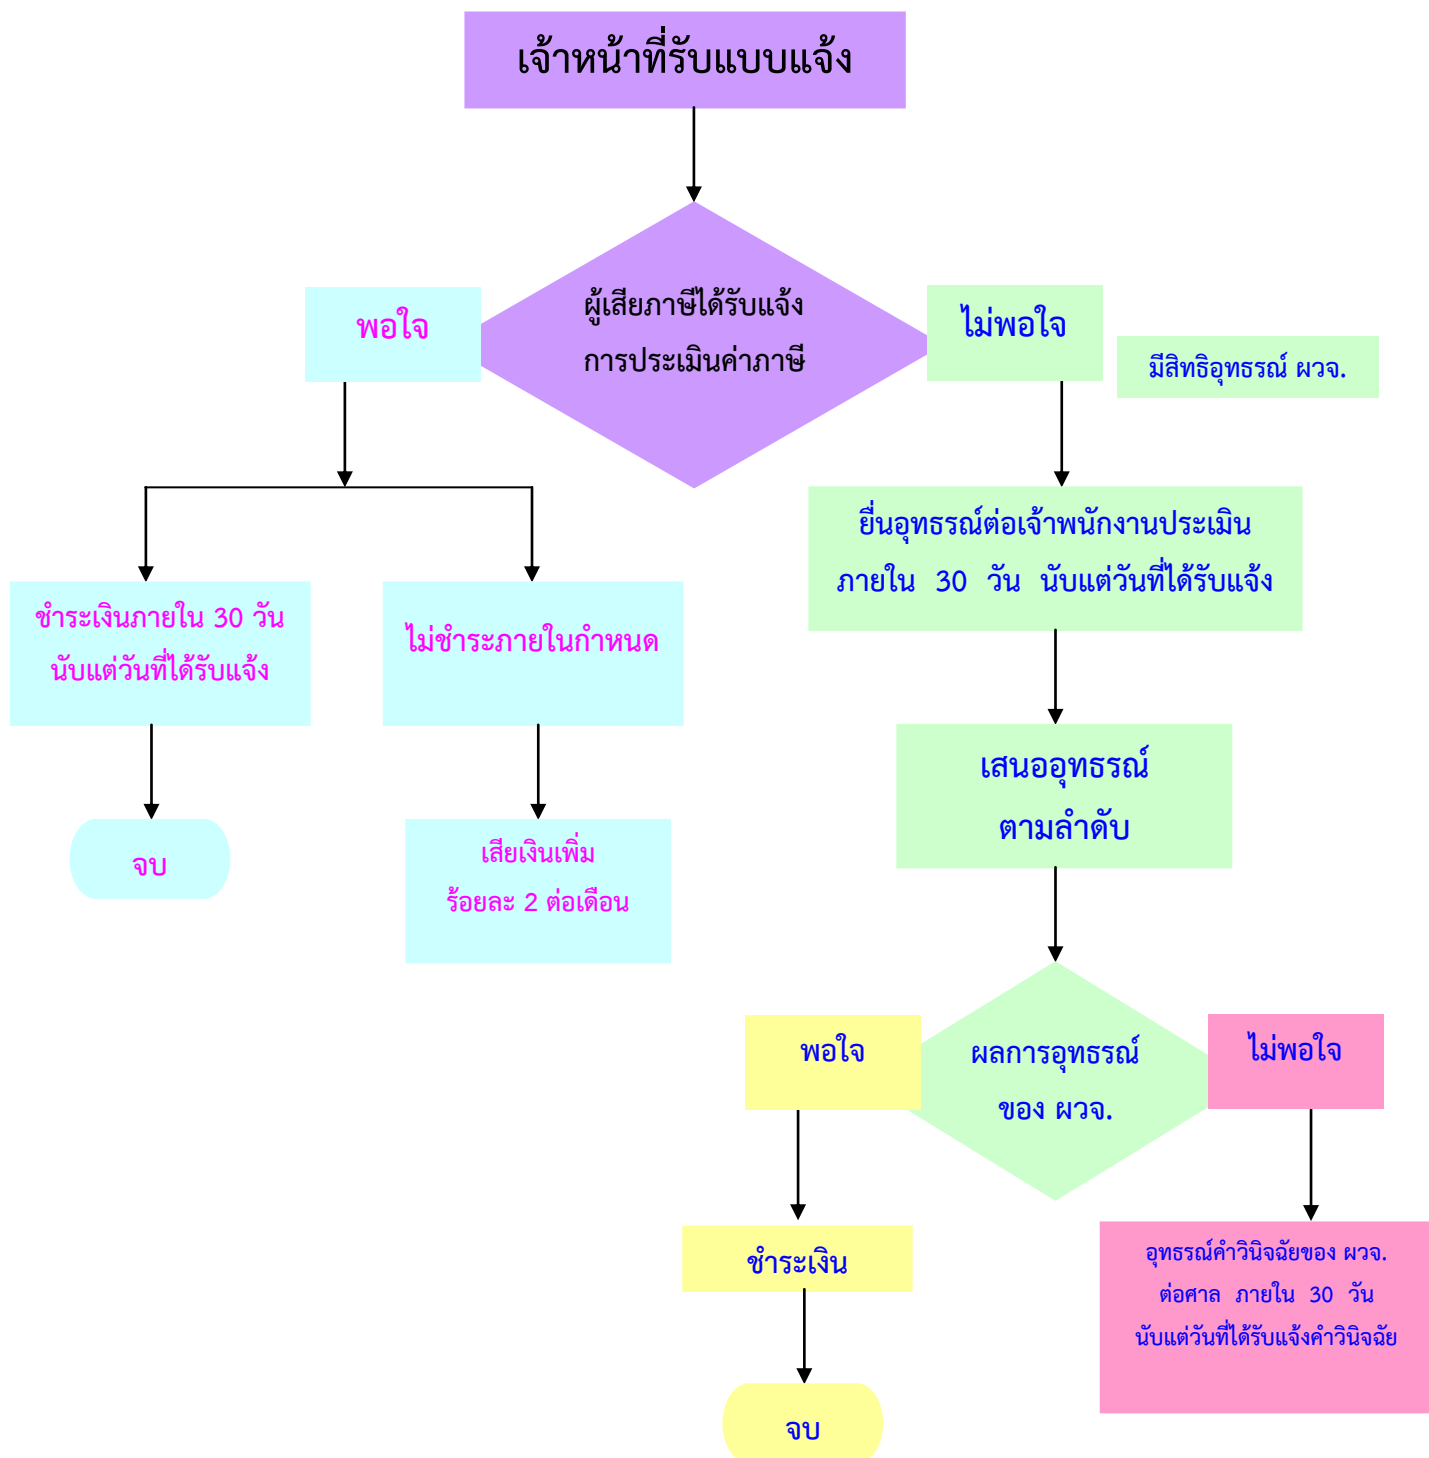 เจ้าหน้าที่รับแบบแจ้ง
ผู้เสียภาษีได้รับแจ้ง
การประเมินค่าภาษี
พอใจ
ไม่พอใจ
มีสิทธิอุทธรณ์ ผวจ.
ชำระเงินภายใน 30 วัน
นับแต่วันที่ได้รับแจ้ง
ไม่ชำระภายในกำหนด
ยื่นอุทธรณ์ต่อเจ้าพนักงานประเมิน
ภายใน 30 วัน นับแต่วันที่ได้รับแจ้ง
จบ
เสียเงินเพิ่ม
ร้อยละ 2 ต่อเดือน
เสนออุทธรณ์
ตามลำดับ
พอใจ
ผลการอุทธรณ์
ของ ผวจ.
ไม่พอใจ
ชำระเงิน
อุทธรณ์คำวินิจฉัยของ ผวจ.
ต่อศาล ภายใน 30 วัน
นับแต่วันที่ได้รับแจ้งคำวินิจฉัย
จบ